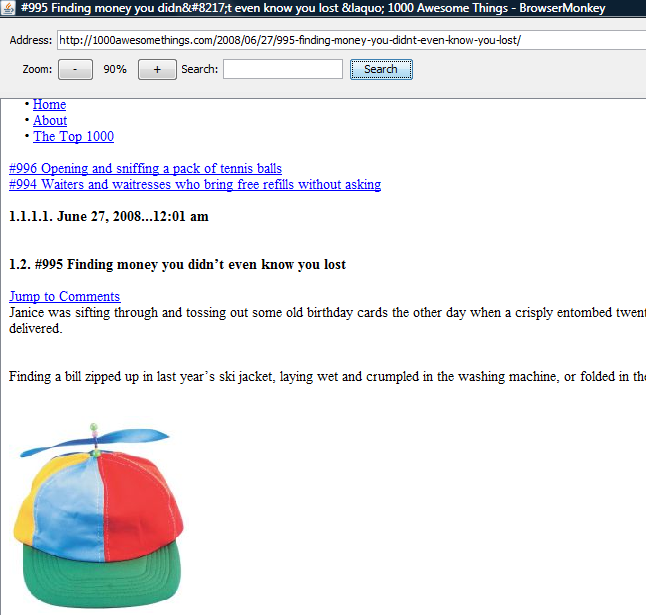 #995 Finding money you didn&#8217;t even know you lost &laquo; 1000 Awesome Things - BrowserMonkey
Address: http://1000awesomethings.com/2008/06/27/995-finding-money-you-didnt-even-know-you-lost/
Zoom: - 90% + Search: Search
• Home
• About
• The Top 1000
#996 Opening and sniffing a pack of tennis balls
#994 Waiters and waitresses who bring free refills without asking
1.1.1.1. June 27, 2008...12:01 am
1.2. #995 Finding money you didn’t even know you lost
Jump to Comments
Janice was sifting through and tossing out some old birthday cards the other day when a crisply entombed twent
delivered.
Finding a bill zipped up in last year’s ski jacket, laying wet and crumpled in the washing machine, or folded in the